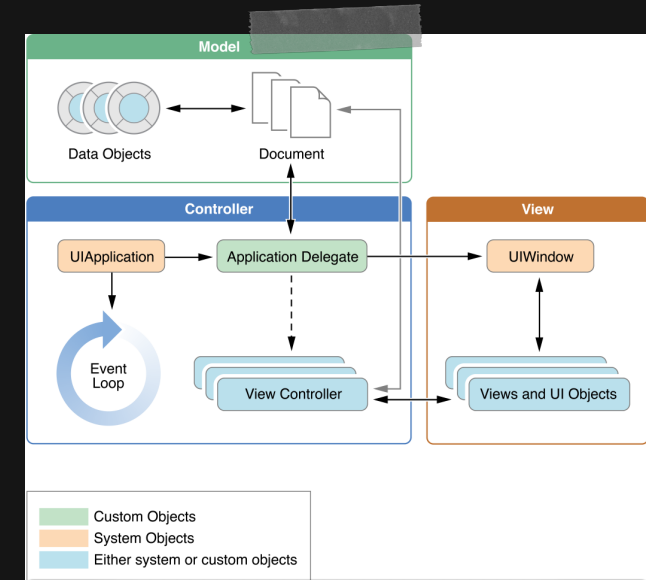 Model
Data Objects
Document
Controller
View
UIApplication
Application Delegate
UIWindow
Event
Loop
View Controller
Views and UI Objects
Custom Objects
System Objects
Either system or custom objects